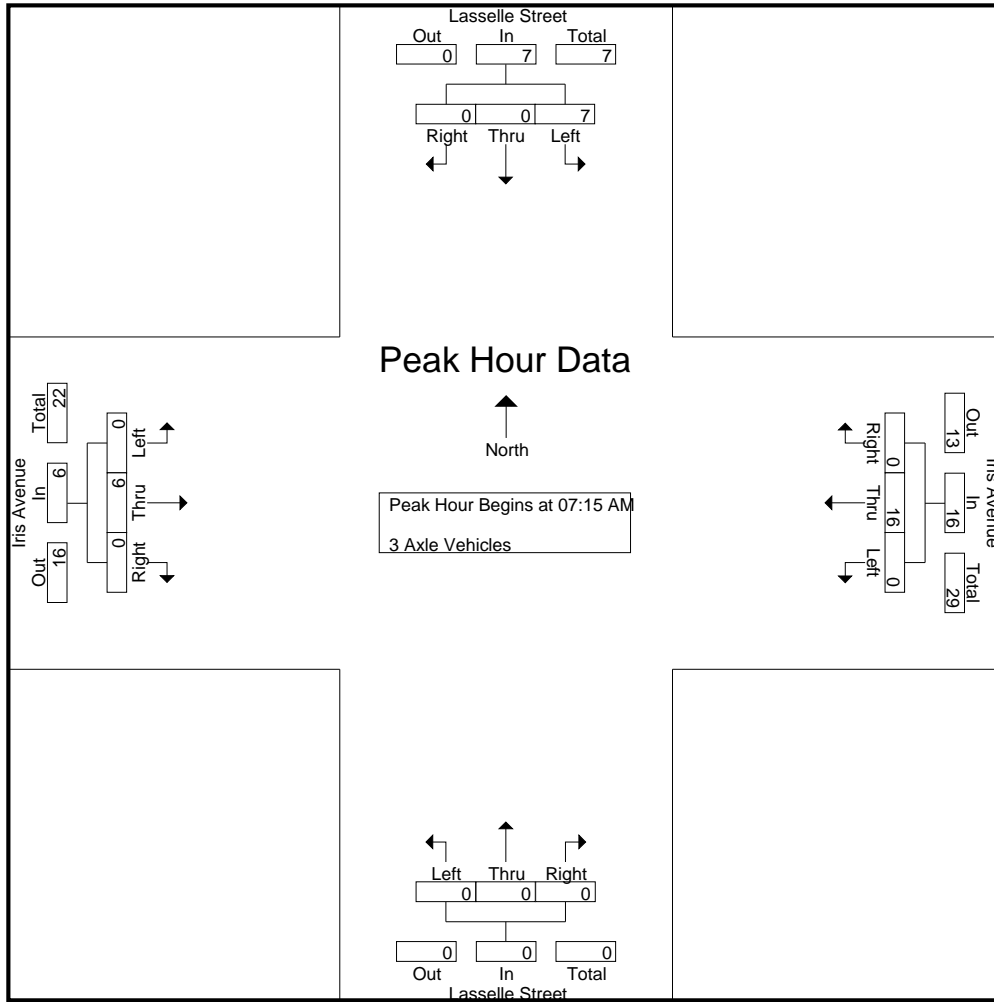 Lasselle Street
Out In Total
0 7 7
0 0 7
Right Thru Left
Peak Hour Data
North
Peak Hour Begins at 07:15 AM
3 Axle Vehicles
Iris Avenue
Total In Out
22 6 16
0 6 0
Left Thru Right
Right Thru Left
0 16 0
Out In Total
13 16 29
Iris Avenue
Left Thru Right
0 0 0
0 0 0
Out In Total
Lasselle Street